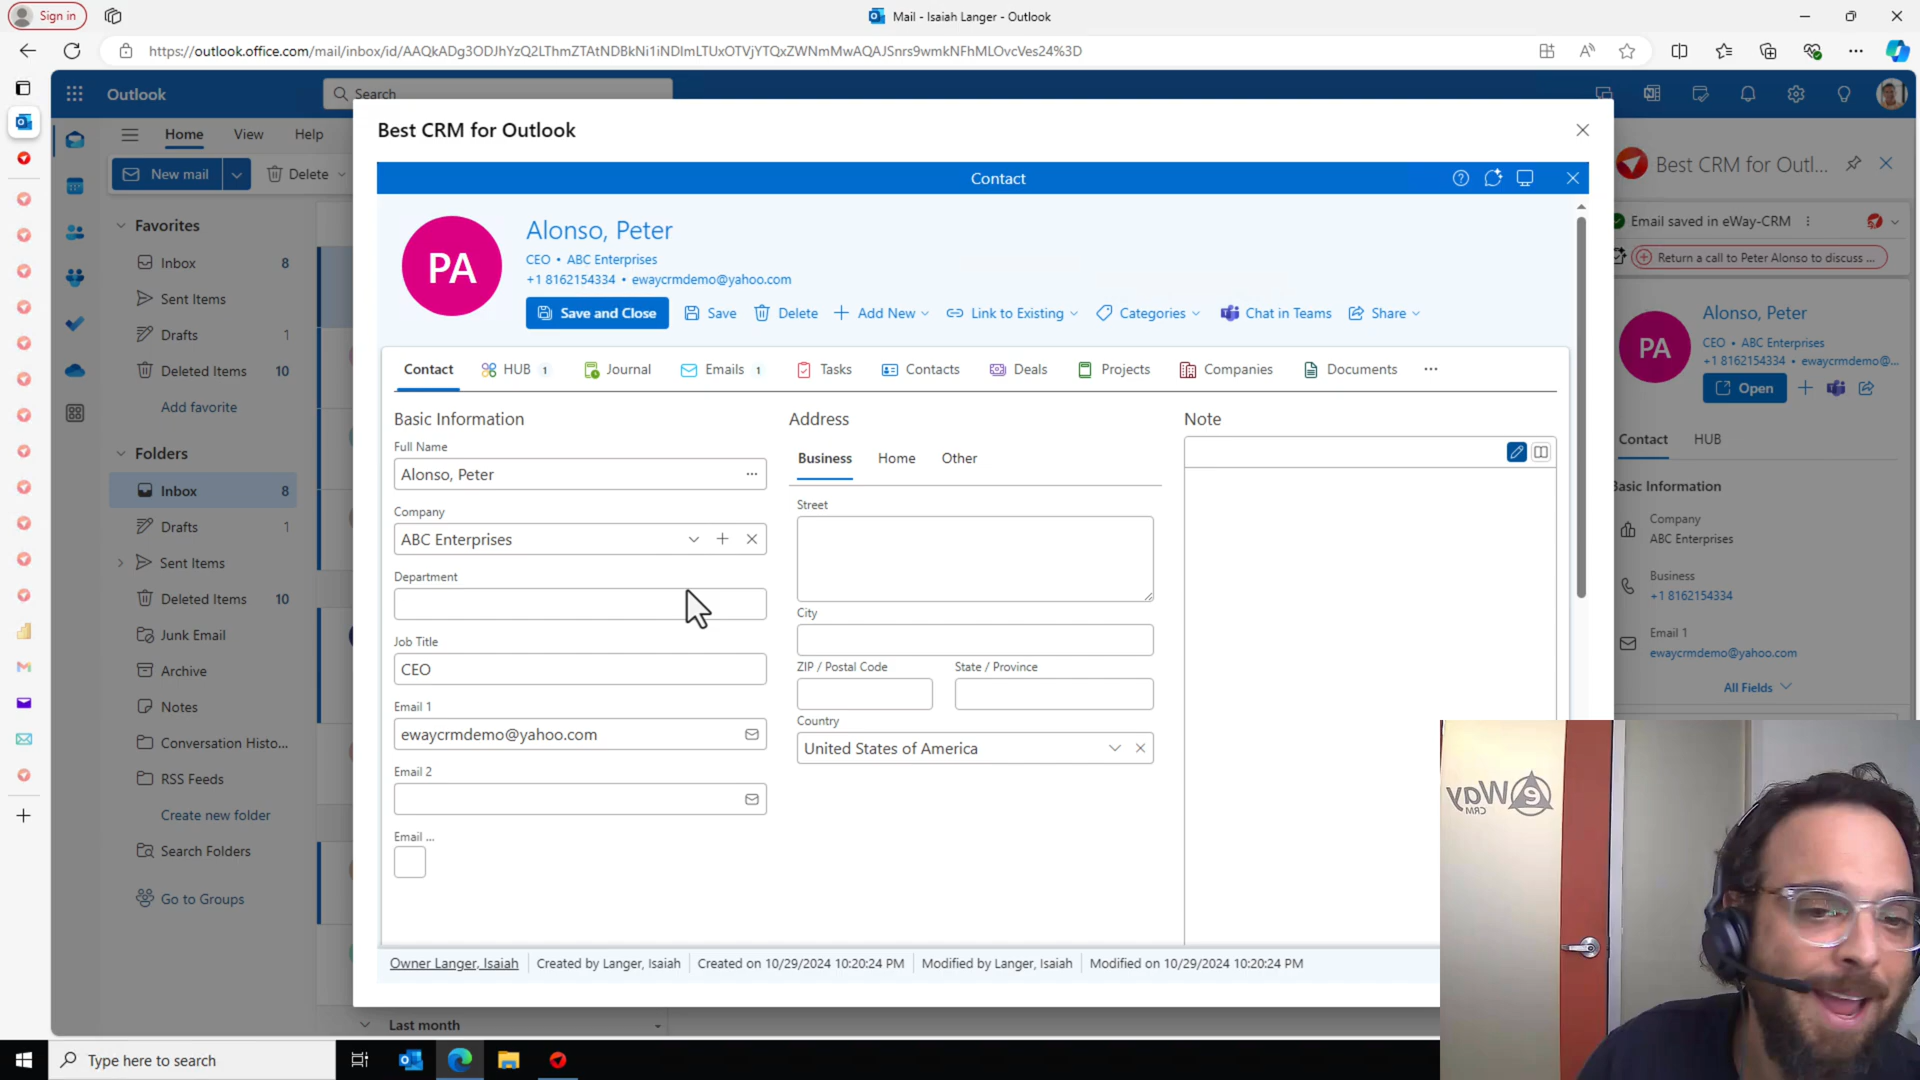 Sign in
Mail - Isaiah Langer - Outlook
https://outlook.office.com/mail/inbox/id/AAQkADg3ODJhYzQ2LThmZTAtNDBkNi1iNDlmLTUxOTVjYTQxZWNmMwAQAJSnrs9wmkNFhMLOvcVes24%3D
Outlook
Search
Home View Help
New mail
Delete
Favorites
Inbox 8
Sent Items
Drafts 1
Deleted Items 10
Add favorite
Folders
Inbox 8
Drafts 1
Sent Items
Deleted Items 10
Junk Email
Archive
Notes
Conversation Histo...
RSS Feeds
Create new folder
Search Folders
Go to Groups
Last month
Best CRM for Outlook
Contact
PA
Alonso, Peter
CEO • ABC Enterprises
+1 8162154334 • ewaycrmdemo@yahoo.com
Save and Close Save Delete Add New Link to Existing Categories Chat in Teams Share
Contact HUB 1 Journal Emails 1 Tasks Contacts Deals Projects Companies Documents ...
Basic Information
Full Name
Alonso, Peter
Company
ABC Enterprises
Department
Job Title
CEO
Email 1
ewaycrmdemo@yahoo.com
Email 2
Email ...
Address
Business Home Other
Street
City
ZIP / Postal Code State / Province
Country
United States of America
Note
Owner Langer, Isaiah Created by Langer, Isaiah Created on 10/29/2024 10:20:24 PM Modified by Langer, Isaiah Modified on 10/29/2024 10:20:24 PM
Best CRM for Outl...
Email saved in eWay-CRM
Return a call to Peter Alonso to discuss ...
PA
Alonso, Peter
CEO • ABC Enterprises
+1 8162154334 • ewaycrmdemo@...
Open
Contact HUB
Basic Information
Company
ABC Enterprises
Business
+1 8162154334
Email 1
ewaycrmdemo@yahoo.com
All Fields
eWay
CRM
Type here to search